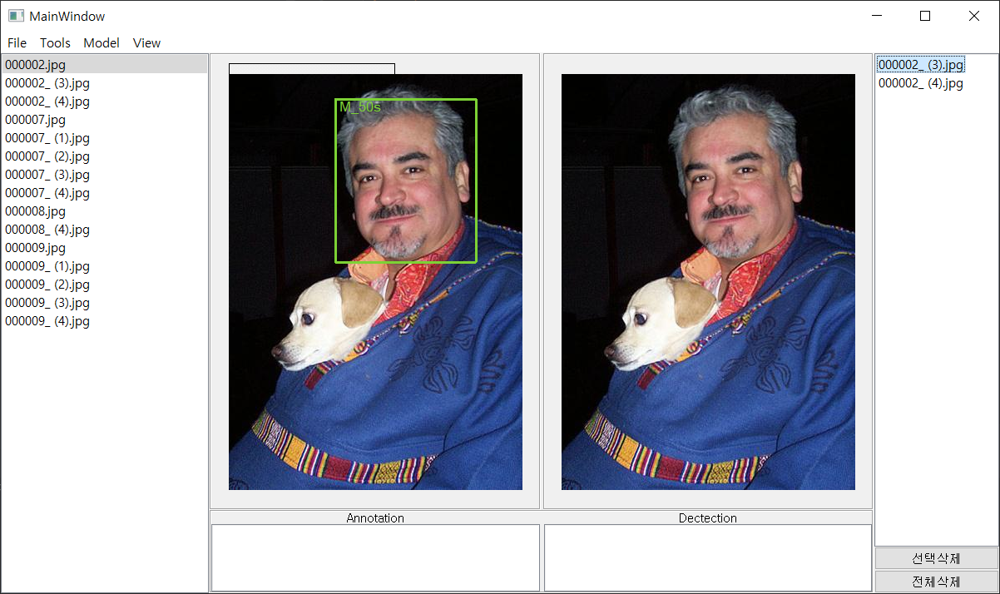 MainWindow
File Tools Model View
000002.jpg
000002_ (3).jpg
000002_ (4).jpg
000007.jpg
000007_ (1).jpg
000007_ (2).jpg
000007_ (3).jpg
000007_ (4).jpg
000008.jpg
000008_ (4).jpg
000009.jpg
000009_ (1).jpg
000009_ (2).jpg
000009_ (3).jpg
000009_ (4).jpg
M_50s
Annotation
Dectection
000002_ (3).jpg
000002_ (4).jpg
선택삭제
전체삭제